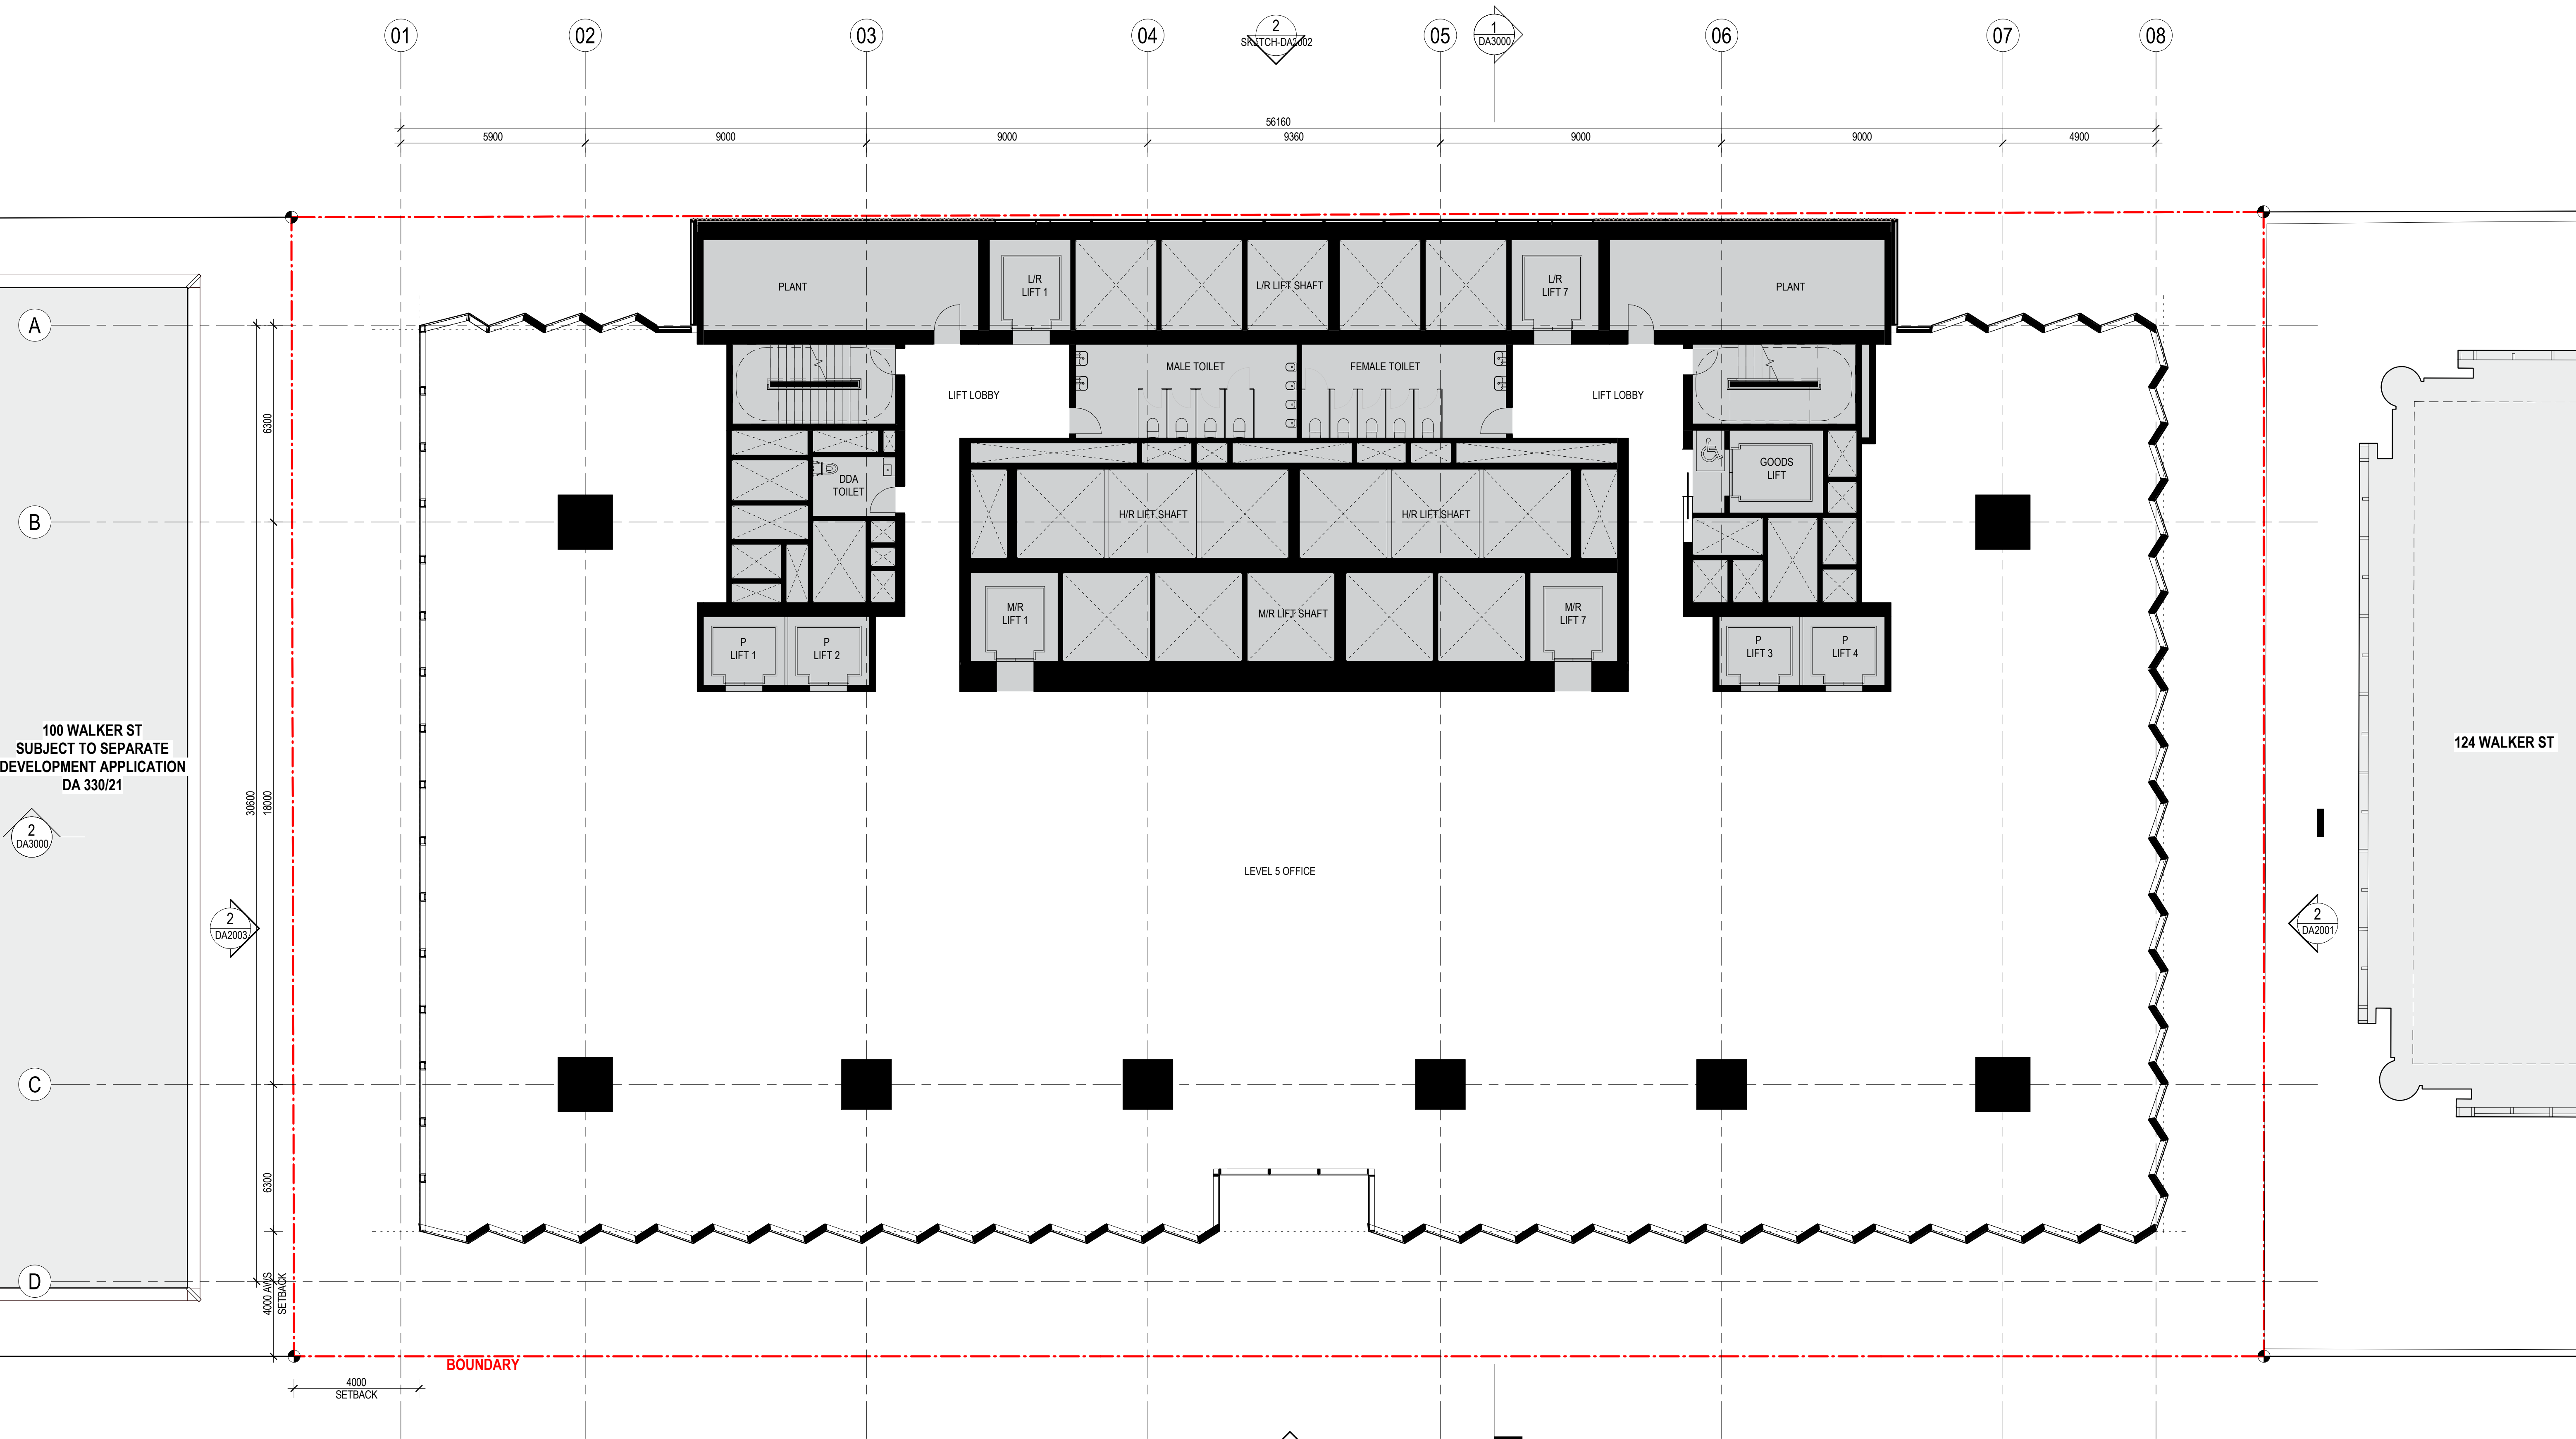 01
02
03
04
2
SKETCH-DA2002
05
1
DA3000
06
07
08
56160
5900
9000
9000
9360
9000
9000
4900
A
B
C
D
6300
18000
30600
6300
4000 AWS
SETBACK
PLANT
L/R
LIFT 1
L/R LIFT SHAFT
L/R
LIFT 7
PLANT
MALE TOILET
FEMALE TOILET
LIFT LOBBY
LIFT LOBBY
DDA
TOILET
GOODS
LIFT
H/R LIFT SHAFT
H/R LIFT SHAFT
M/R
LIFT 1
M/R LIFT SHAFT
M/R
LIFT 7
P
LIFT 1
P
LIFT 2
P
LIFT 3
P
LIFT 4
100 WALKER ST
SUBJECT TO SEPARATE
DEVELOPMENT APPLICATION
DA 330/21
124 WALKER ST
2
DA3000
LEVEL 5 OFFICE
2
DA2003
2
DA2001
BOUNDARY
4000
SETBACK